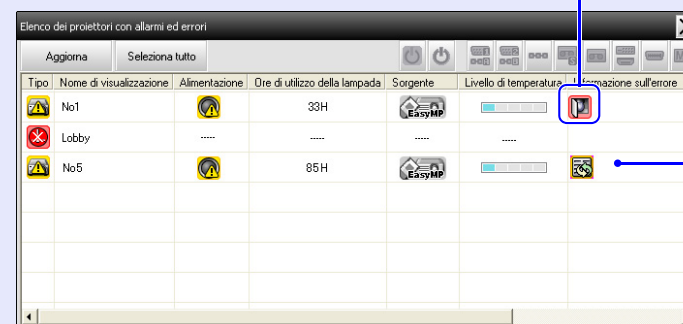 Elenco dei proiettori con allarmi ed errori
Aggiorna Seleziona tutto
Tipo Nome di visualizzazione Alimentazione Ore di utilizzo della lampada Sorgente Livello di temperatura Informazione sull'errore
No1 33H EasyMP
Lobby ----- ----- ----- -----
No5 85H EasyMP